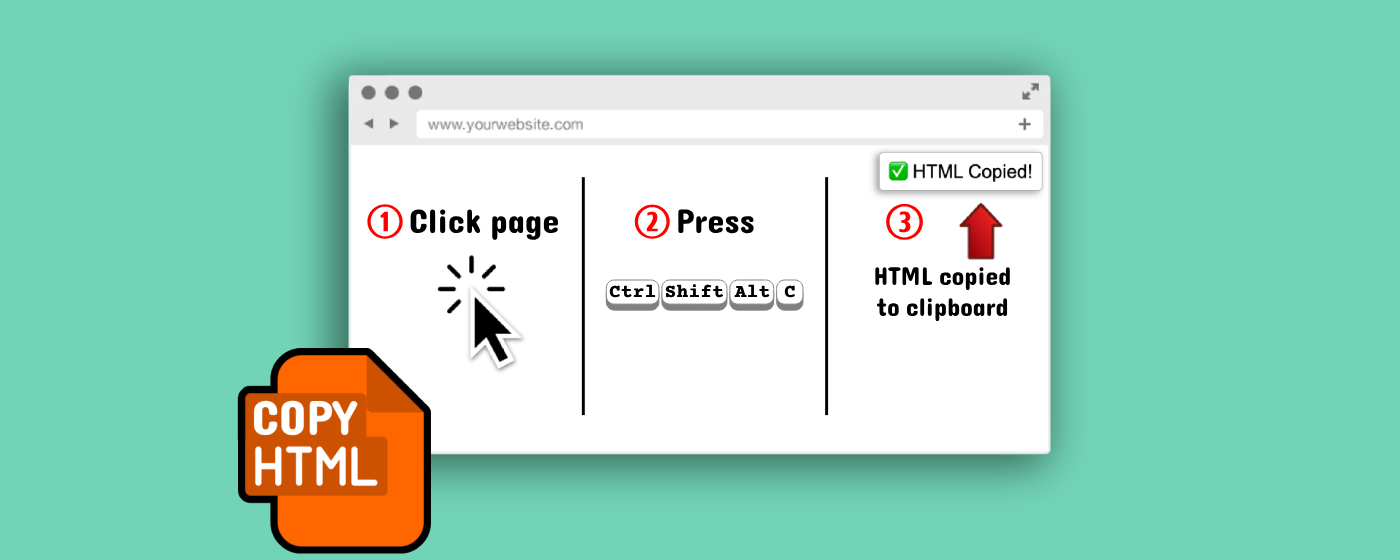 www.yourwebsite.com
✅ HTML Copied!
1 Click page
2 Press
Ctrl Shift Alt C
3
HTML copied
to clipboard
COPY
HTML